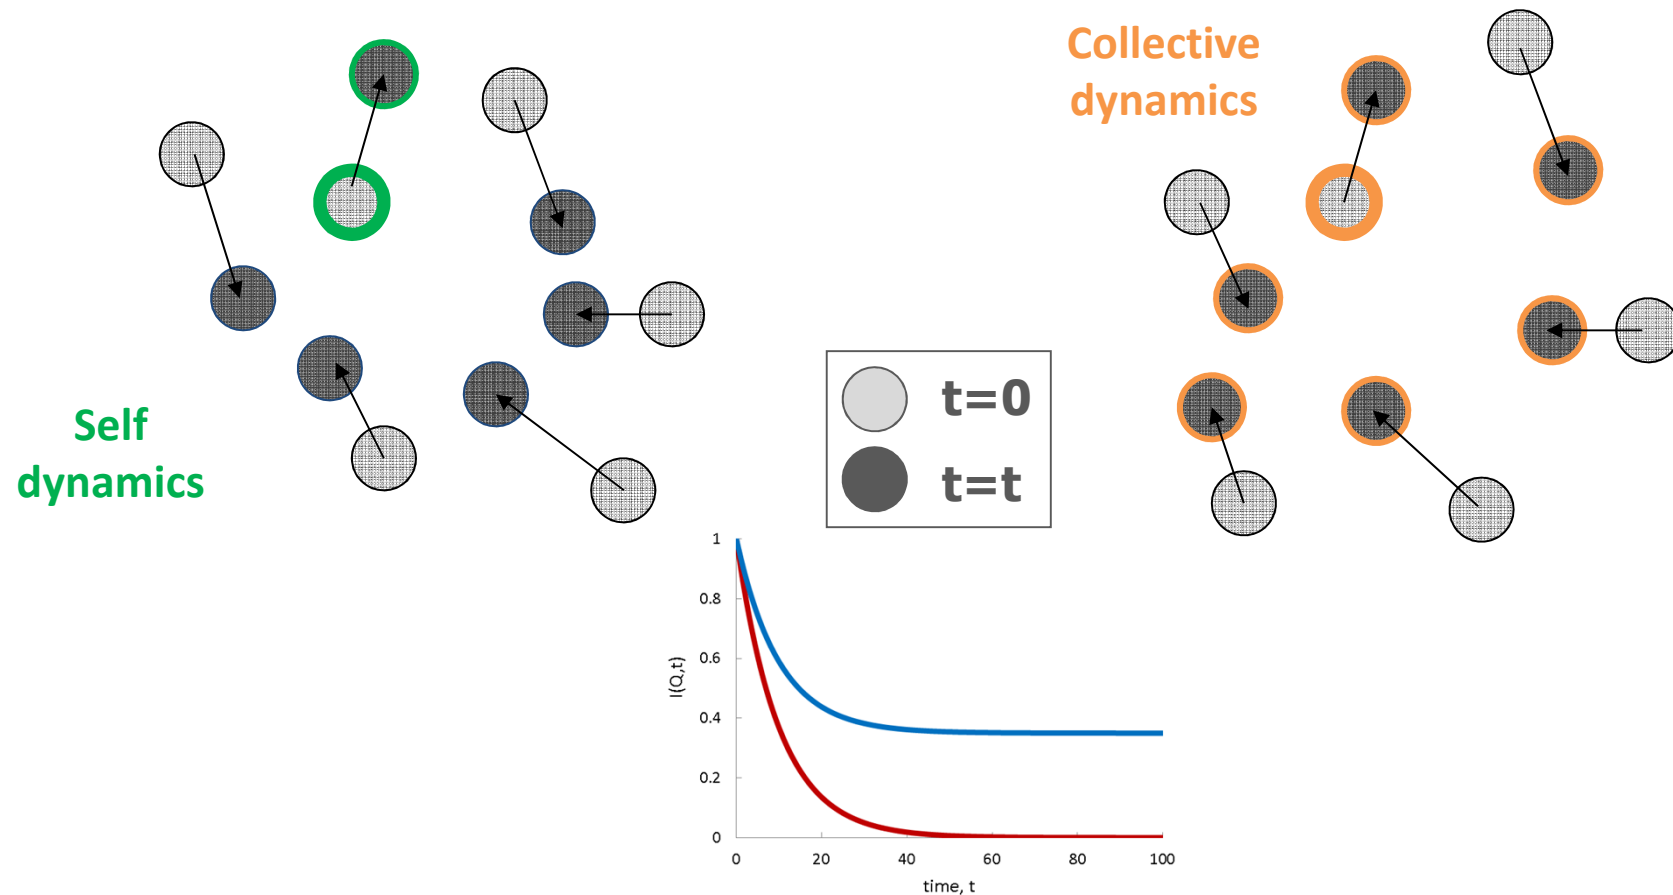 Collective
dynamics
Self
dynamics
t=0
t=t
1
0.8
0.6
0.4
0.2
0
I(Q,t)
0 20 40 60 80 100
time, t